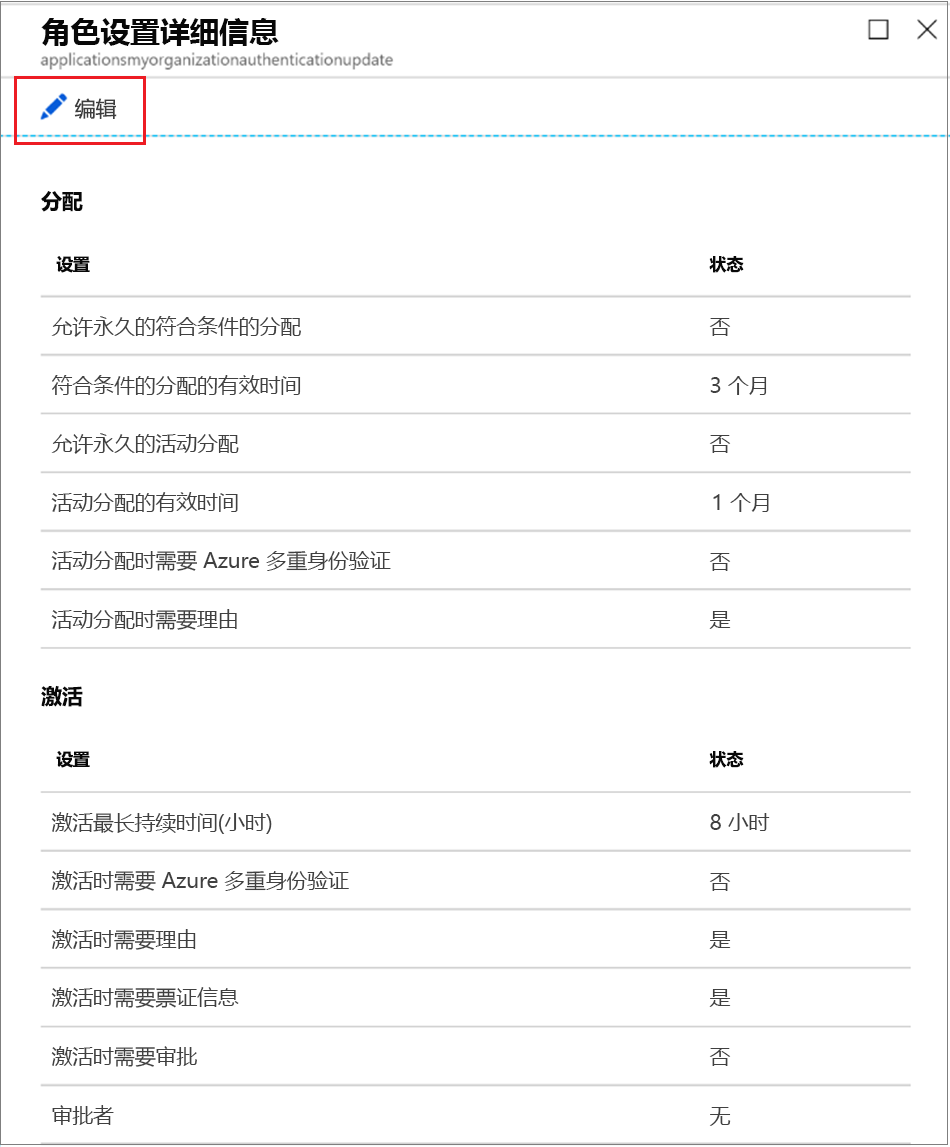 角色设置详细信息
applicationsmyorganizationauthenticationupdate
编辑
分配
设置 状态
允许永久的符合条件的分配 否
符合条件的分配的有效时间 3 个月
允许永久的活动分配 否
活动分配的有效时间 1 个月
活动分配时需要 Azure 多重身份验证 否
活动分配时需要理由 是
激活
设置 状态
激活最长持续时间(小时) 8 小时
激活时需要 Azure 多重身份验证 否
激活时需要理由 是
激活时需要票证信息 是
激活时需要审批 否
审批者 无